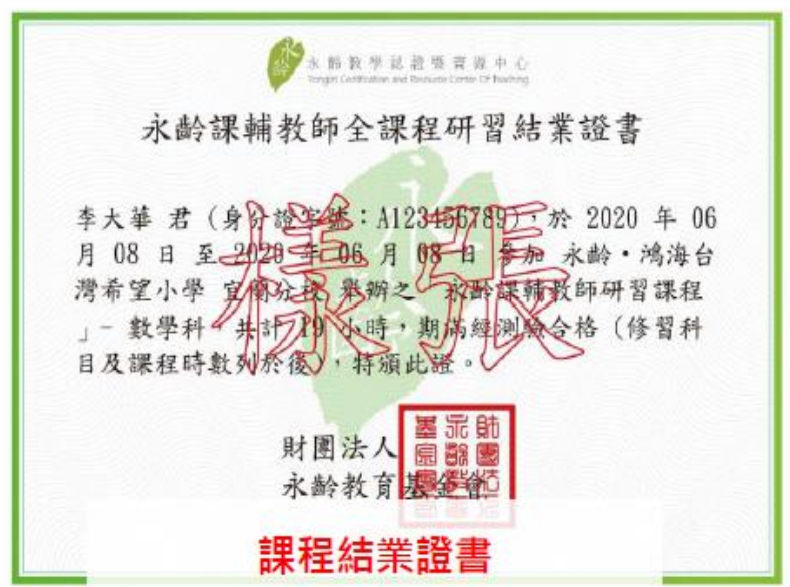 永齡
永齡教學認證暨資源中心
Yonglin Certification and Resource Center Of Teaching
永齡課輔教師全課程研習結業證書
李大華 君（身分證字號：A123456789），於 2020 年 06
月 08 日 至 2020 年 06 月 08 日 參加 永齡・鴻海台
灣希望小學 宜蘭分校 舉辦之 永齡課輔教師研習課程
」- 數學科 共計 19 小時，期滿經測驗合格（修習科
目及課程時數列於後），特頒此證。
樣張
財團法人
永齡教育基金會
課程結業證書